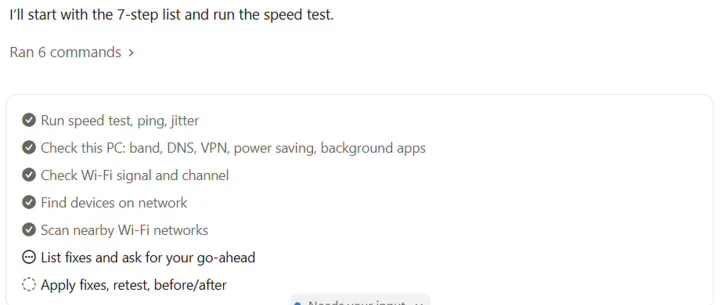 I'll start with the 7-step list and run the speed test.
Ran 6 commands >
Run speed test, ping, jitter
Check this PC: band, DNS, VPN, power saving, background apps
Check Wi-Fi signal and channel
Find devices on network
Scan nearby Wi-Fi networks
List fixes and ask for your go-ahead
Apply fixes, retest, before/after
Needs your input